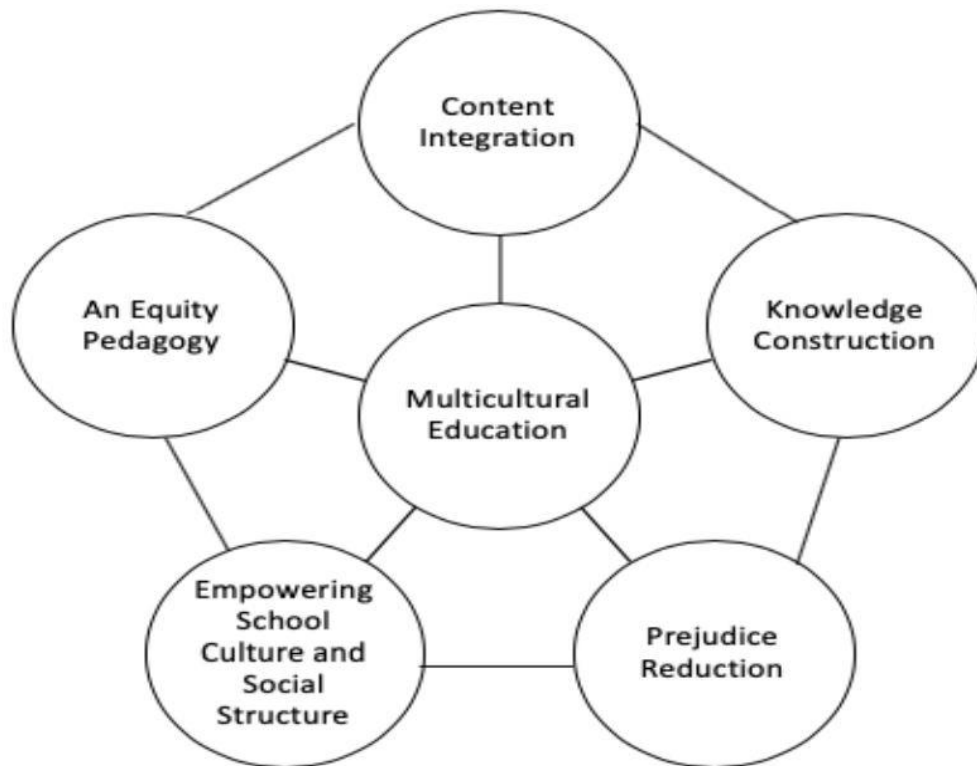 Content
Integration
An Equity
Pedagogy
Knowledge
Construction
Multicultural
Education
Empowering
School
Culture and
Social
Structure
Prejudice
Reduction